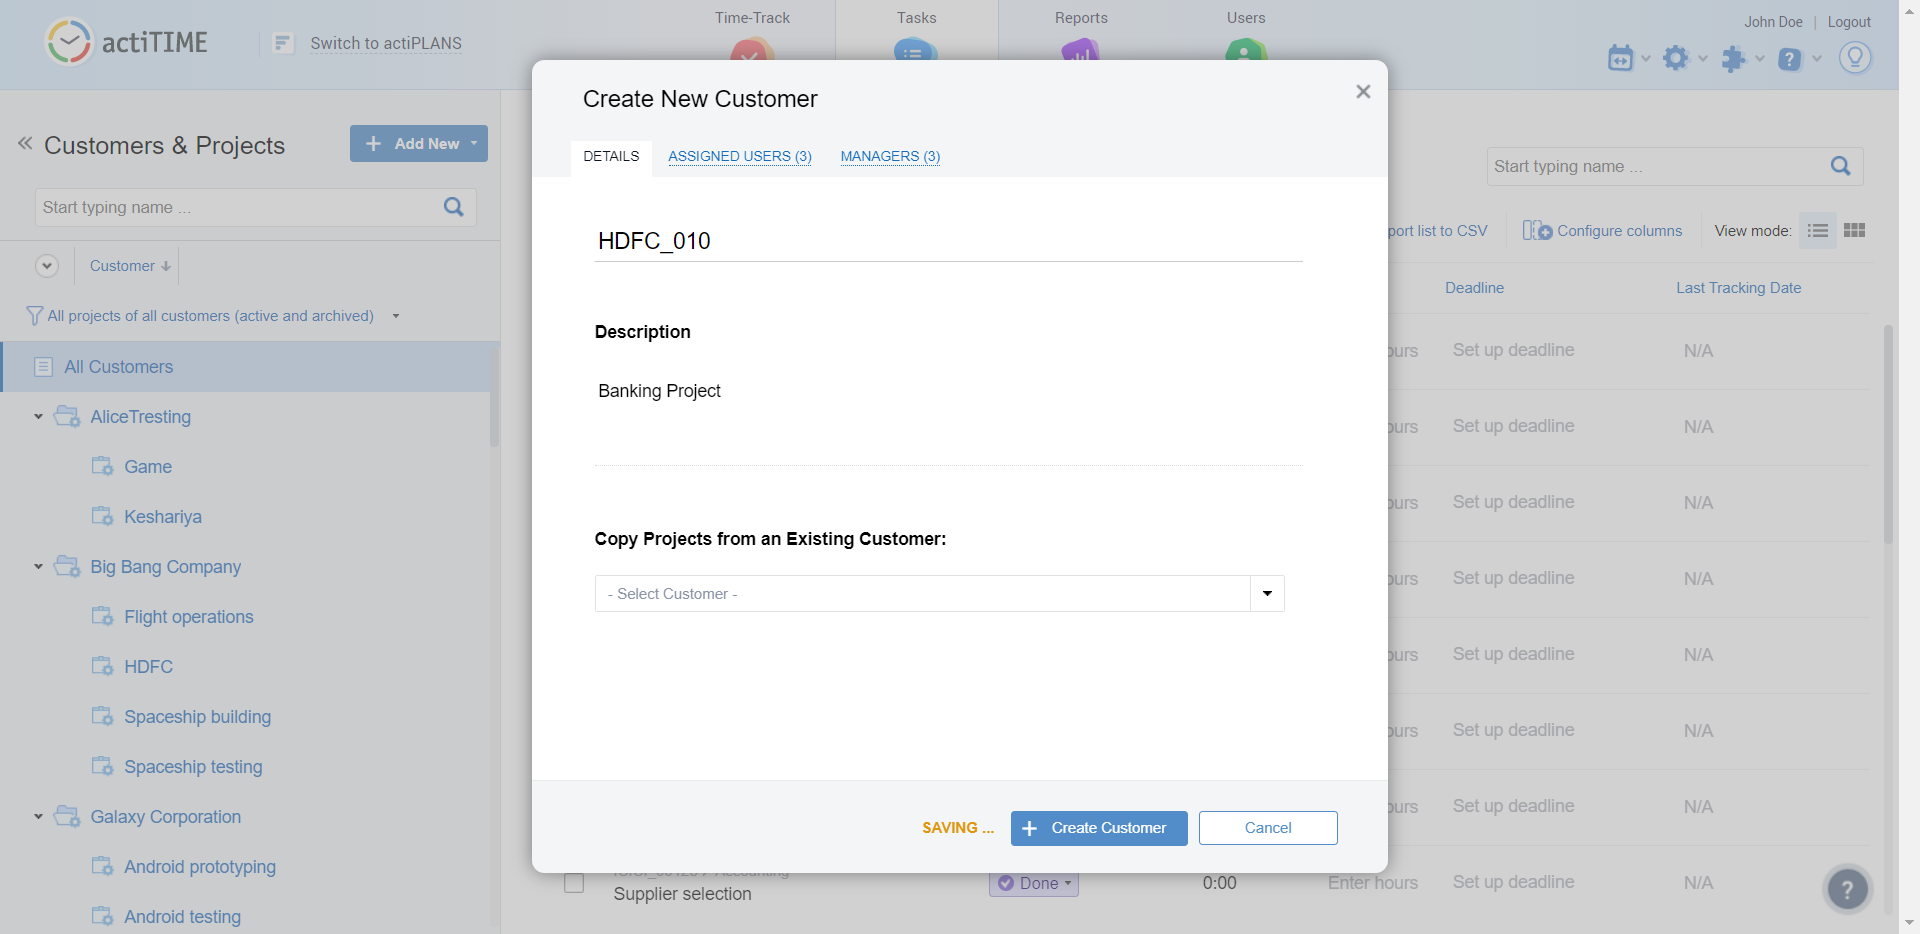 actiTIME
Switch to actiPLANS
Time-Track
Tasks
Reports
Users
John Doe | Logout
Customers & Projects
Add New
Start typing name ...
Customer
All projects of all customers (active and archived)
All Customers
AliceTresting
Game
Keshariya
Big Bang Company
Flight operations
HDFC
Spaceship building
Spaceship testing
Galaxy Corporation
Android prototyping
Android testing
Create New Customer
DETAILS
ASSIGNED USERS (3)
MANAGERS (3)
HDFC_010
Description
Banking Project
Copy Projects from an Existing Customer:
- Select Customer -
SAVING ...
Create Customer
Cancel
Start typing name ...
port list to CSV
Configure columns
View mode:
Deadline
Last Tracking Date
ours
Set up deadline
N/A
ours
Set up deadline
N/A
ours
Set up deadline
N/A
ours
Set up deadline
N/A
ours
Set up deadline
N/A
ours
Set up deadline
N/A
ours
Set up deadline
N/A
Supplier selection
Done
0:00
Enter hours
Set up deadline
N/A
?